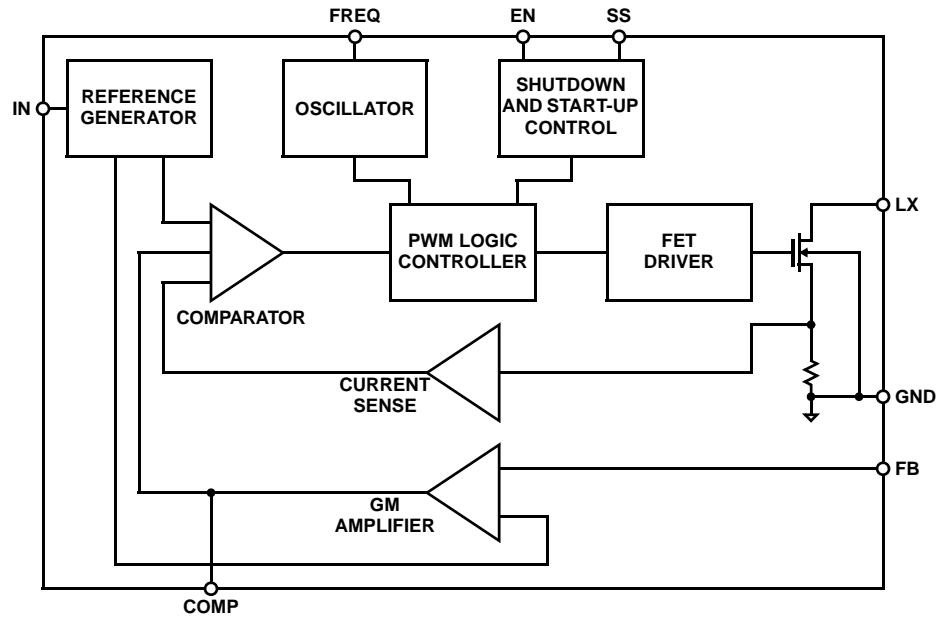 FREQ
EN
SS
IN
REFERENCE
GENERATOR
OSCILLATOR
SHUTDOWN
AND START-UP
CONTROL
LX
PWM LOGIC
CONTROLLER
FET
DRIVER
COMPARATOR
CURRENT
SENSE
GND
FB
GM
AMPLIFIER
COMP